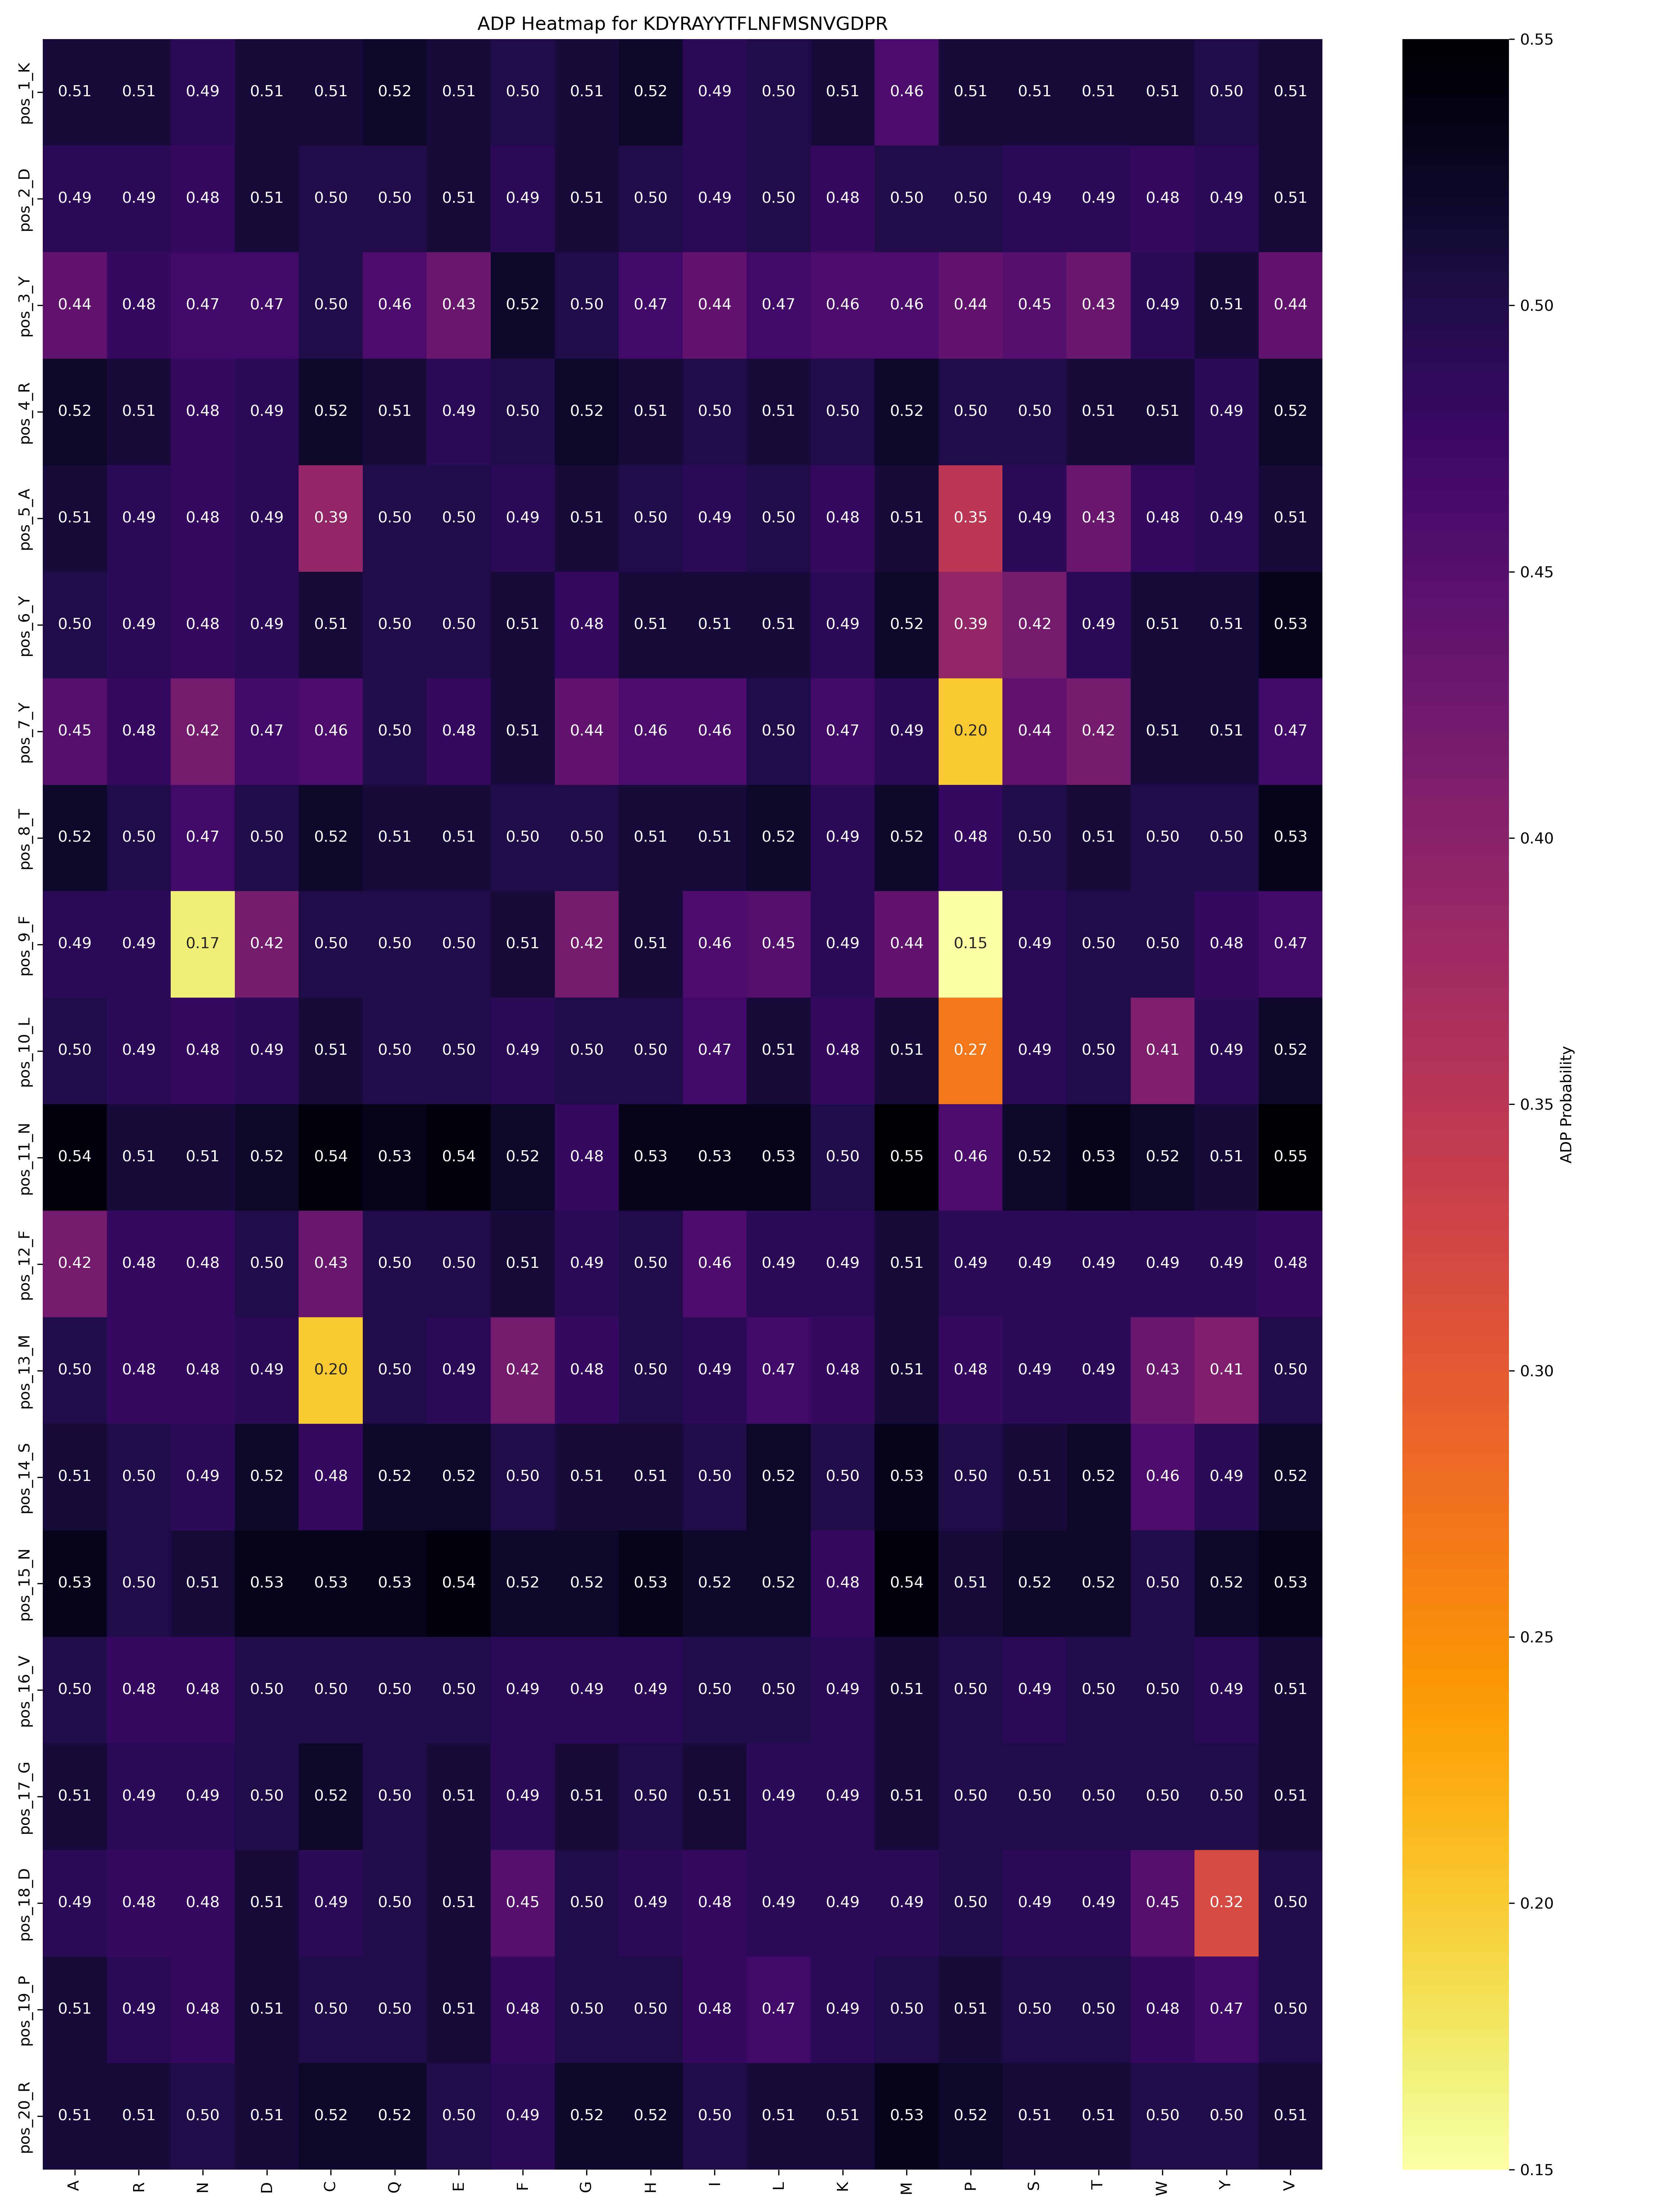 ADP Heatmap for KDYRAYYTFLNFMSNVGDPR
pos_1_K 0.51 0.51 0.49 0.51 0.51 0.52 0.51 0.50 0.51 0.52 0.49 0.50 0.51 0.46 0.51 0.51 0.51 0.51 0.50 0.51
pos_2_D 0.49 0.49 0.48 0.51 0.50 0.50 0.51 0.49 0.51 0.50 0.49 0.50 0.48 0.50 0.50 0.49 0.49 0.48 0.49 0.51
pos_3_Y 0.44 0.48 0.47 0.47 0.50 0.46 0.43 0.52 0.50 0.47 0.44 0.47 0.46 0.46 0.44 0.45 0.43 0.49 0.51 0.44
pos_4_R 0.52 0.51 0.48 0.49 0.52 0.51 0.49 0.50 0.52 0.51 0.50 0.51 0.50 0.52 0.50 0.50 0.51 0.51 0.49 0.52
pos_5_A 0.51 0.49 0.48 0.49 0.39 0.50 0.50 0.49 0.51 0.50 0.49 0.50 0.48 0.51 0.35 0.49 0.43 0.48 0.49 0.51
pos_6_Y 0.50 0.49 0.48 0.49 0.51 0.50 0.50 0.51 0.48 0.51 0.51 0.51 0.49 0.52 0.39 0.42 0.49 0.51 0.51 0.53
pos_7_Y 0.45 0.48 0.42 0.47 0.46 0.50 0.48 0.51 0.44 0.46 0.46 0.50 0.47 0.49 0.20 0.44 0.42 0.51 0.51 0.47
pos_8_T 0.52 0.50 0.47 0.50 0.52 0.51 0.51 0.50 0.50 0.51 0.51 0.52 0.49 0.52 0.48 0.50 0.51 0.50 0.50 0.53
pos_9_F 0.49 0.49 0.17 0.42 0.50 0.50 0.50 0.51 0.42 0.51 0.46 0.45 0.49 0.44 0.15 0.49 0.50 0.50 0.48 0.47
pos_10_L 0.50 0.49 0.48 0.49 0.51 0.50 0.50 0.49 0.50 0.50 0.47 0.51 0.48 0.51 0.27 0.49 0.50 0.41 0.49 0.52
pos_11_N 0.54 0.51 0.51 0.52 0.54 0.53 0.54 0.52 0.48 0.53 0.53 0.53 0.50 0.55 0.46 0.52 0.53 0.52 0.51 0.55
pos_12_F 0.42 0.48 0.48 0.50 0.43 0.50 0.50 0.51 0.49 0.50 0.46 0.49 0.49 0.51 0.49 0.49 0.49 0.49 0.49 0.48
pos_13_M 0.50 0.48 0.48 0.49 0.20 0.50 0.49 0.42 0.48 0.50 0.49 0.47 0.48 0.51 0.48 0.49 0.49 0.43 0.41 0.50
pos_14_S 0.51 0.50 0.49 0.52 0.48 0.52 0.52 0.50 0.51 0.51 0.50 0.52 0.50 0.53 0.50 0.51 0.52 0.46 0.49 0.52
pos_15_N 0.53 0.50 0.51 0.53 0.53 0.53 0.54 0.52 0.52 0.53 0.52 0.52 0.48 0.54 0.51 0.52 0.52 0.50 0.52 0.53
pos_16_V 0.50 0.48 0.48 0.50 0.50 0.50 0.50 0.49 0.49 0.49 0.50 0.50 0.49 0.51 0.50 0.49 0.50 0.50 0.49 0.51
pos_17_G 0.51 0.49 0.49 0.50 0.52 0.50 0.51 0.49 0.51 0.50 0.51 0.49 0.49 0.51 0.50 0.50 0.50 0.50 0.50 0.51
pos_18_D 0.49 0.48 0.48 0.51 0.49 0.50 0.51 0.45 0.50 0.49 0.48 0.49 0.49 0.49 0.50 0.49 0.49 0.45 0.32 0.50
pos_19_P 0.51 0.49 0.48 0.51 0.50 0.50 0.51 0.48 0.50 0.50 0.48 0.47 0.49 0.50 0.51 0.50 0.50 0.48 0.47 0.50
pos_20_R 0.51 0.51 0.50 0.51 0.52 0.52 0.50 0.49 0.52 0.52 0.50 0.51 0.51 0.53 0.52 0.51 0.51 0.50 0.50 0.51
A R N D C Q E F G H I L K M P S T W Y V
0.55
0.50
0.45
0.40
0.35
0.30
0.25
0.20
0.15
ADP Probability